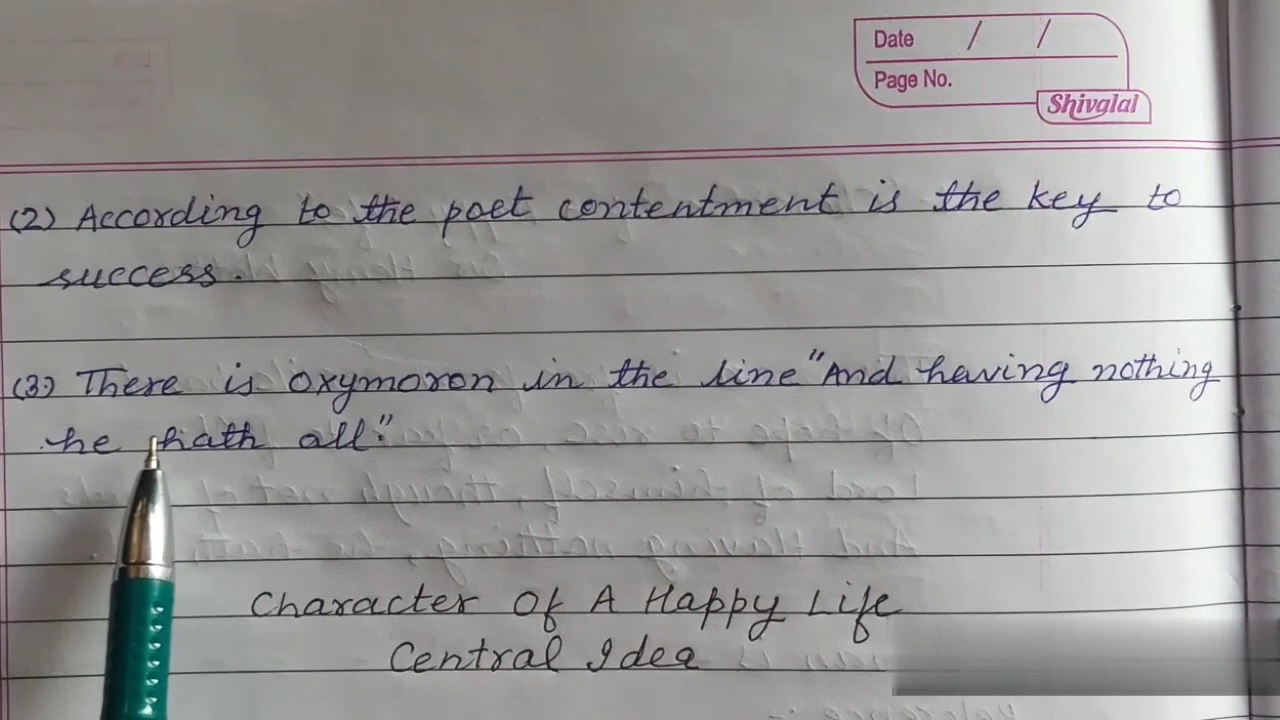 Date / /
Page No.
Shivalal
(2) According to the poet contentment is the key to
success.
(3) There is oxymoron in the line "And having nothing
he hath all."
Character Of A Happy Life
Central Idea